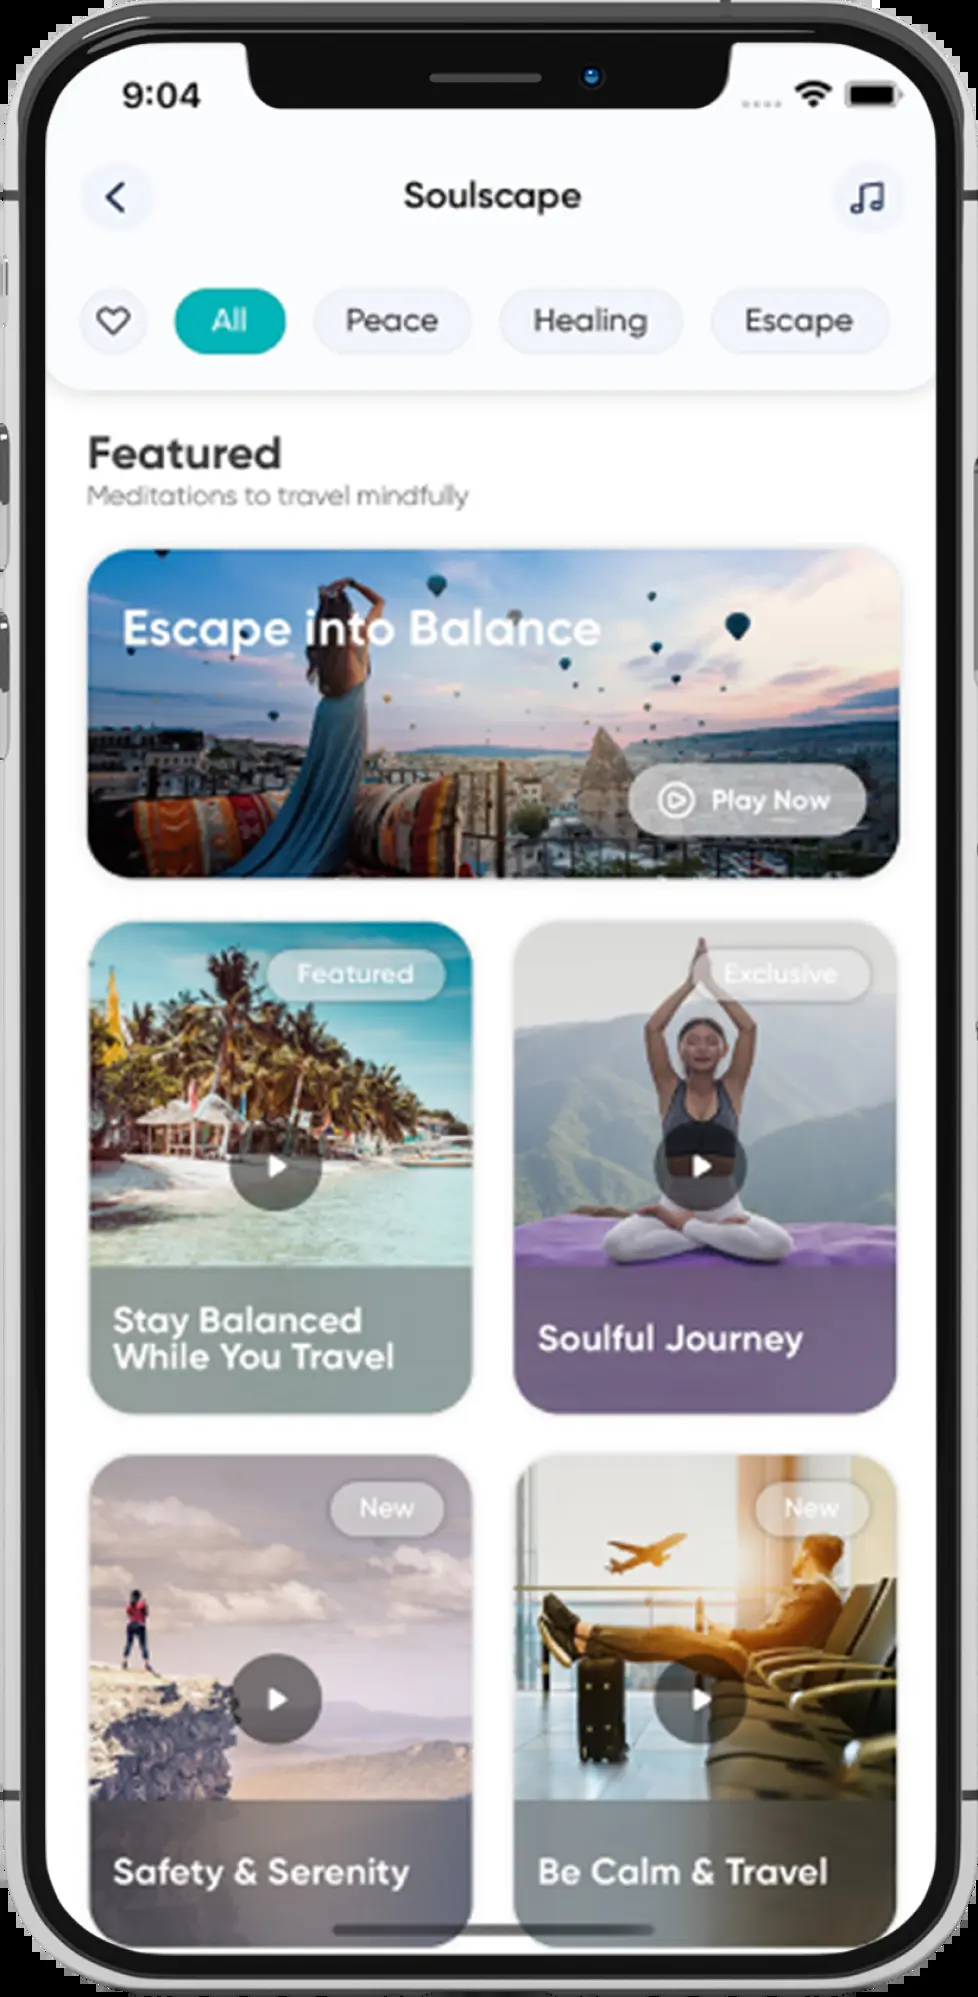 9:04
Soulscape
All
Peace
Healing
Escape
Featured
Meditations to travel mindfully
Escape into Balance
Play Now
Featured
Exclusive
Stay Balanced
While You Travel
Soulful Journey
New
New
Safety & Serenity
Be Calm & Travel